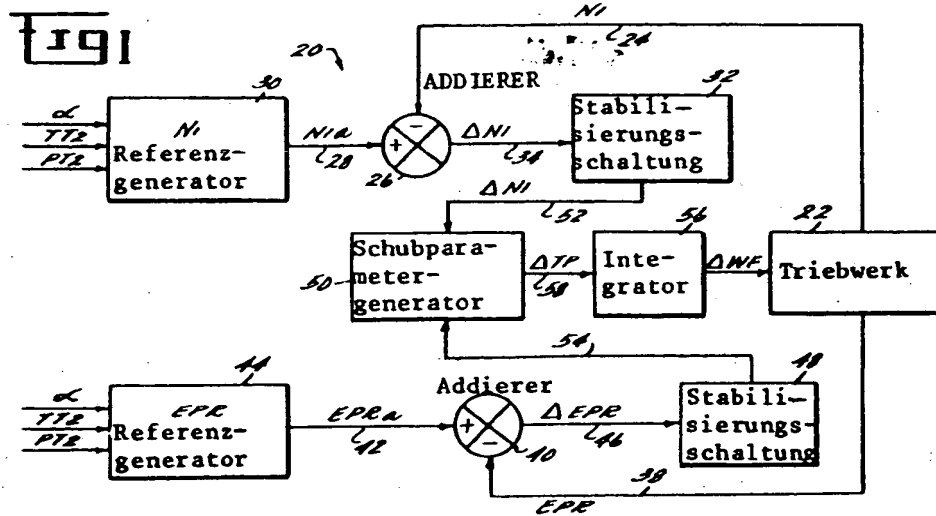 Fig 1
20
N1
24
ADDIERER
α
TT2
PT2
30
N1
Referenz-
generator
N1a
28
+
−
26
ΔN1
34
32
Stabili-
sierungs-
schaltung
ΔN1
52
50
Schubpara-
meter-
generator
ΔTP
58
56
Inte-
grator
ΔWF
22
Triebwerk
54
α
TT2
PT2
44
EPR
Referenz-
generator
EPRa
42
Addierer
+
−
40
ΔEPR
46
48
Stabili-
sierungs-
schaltung
38
EPR